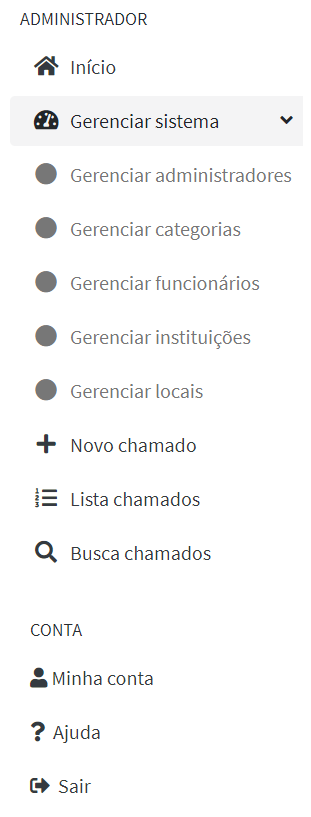 ADMINISTRADOR
Início
Gerenciar sistema
Gerenciar administradores
Gerenciar categorias
Gerenciar funcionários
Gerenciar instituições
Gerenciar locais
Novo chamado
Lista chamados
Busca chamados
CONTA
Minha conta
Ajuda
Sair